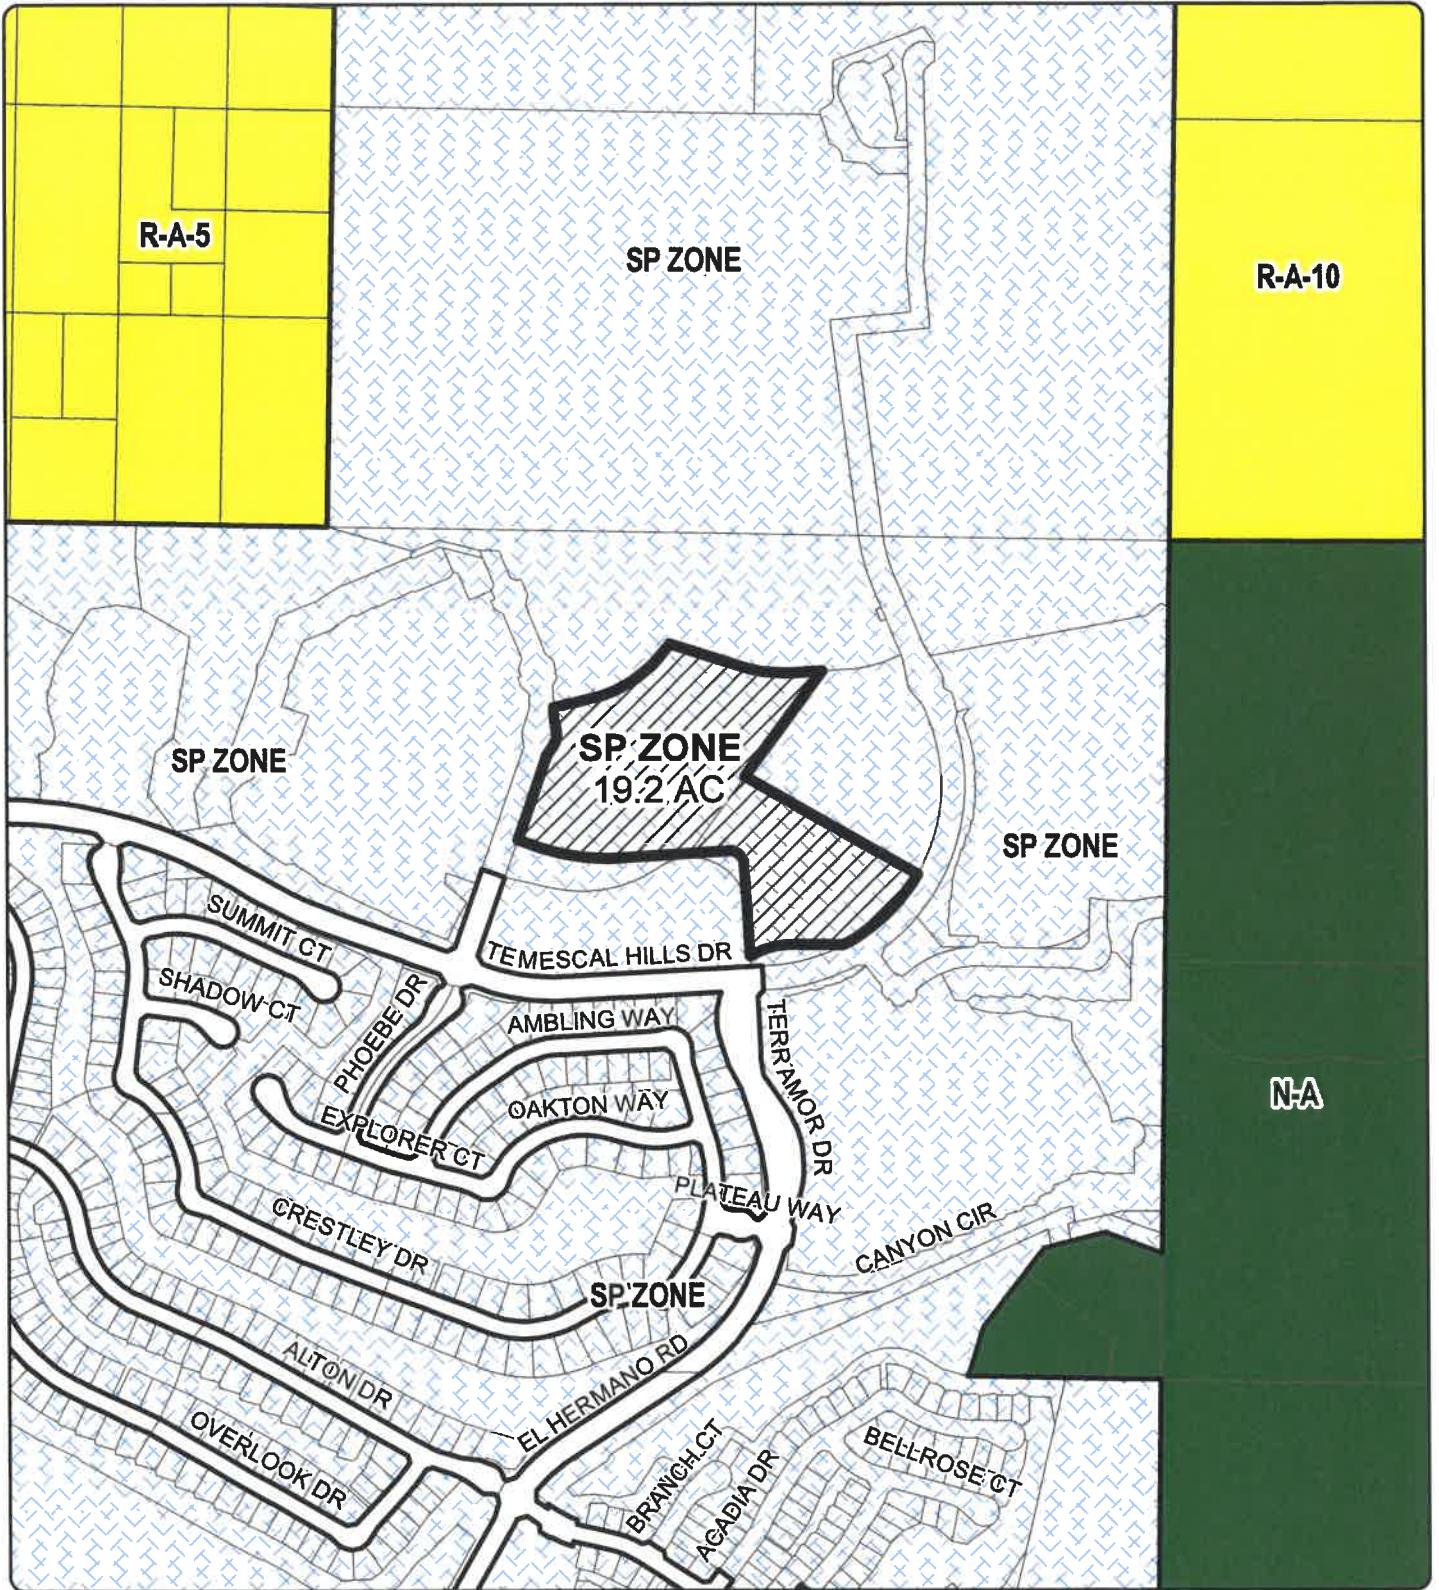 R-A-5
SP ZONE
R-A-10
SP ZONE
19.2 AC
SP ZONE
SP ZONE
SUMMIT CT
TEMESCAL HILLS DR
SHADOW CT
PHOEBE DR
AMBLING WAY
TERRAMOR DR
OAKTON WAY
EXPLORER CT
N-A
PLATEAU WAY
CRESTLEY DR
CANYON CIR
SP ZONE
ALTON DR
EL HERMANO RD
OVERLOOK DR
BRANCH CT
ACADIA DR
BELLROSE CT